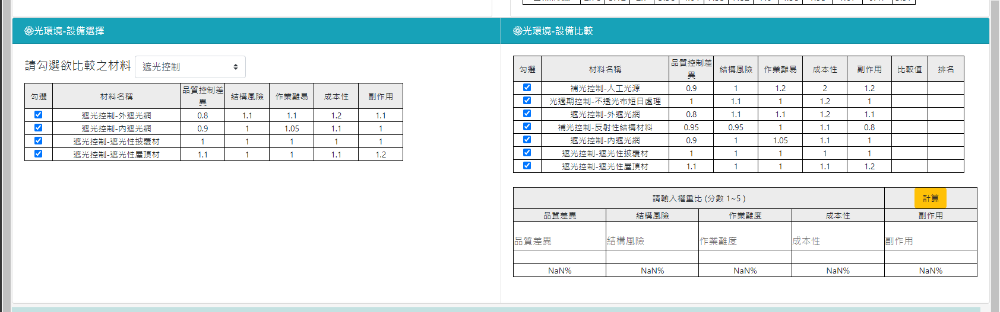 光環境-設備選擇
請勾選欲比較之材料 遮光控制
勾選 材料名稱 品質控制差異 結構風險 作業難易 成本性 副作用
遮光控制-外遮光網 0.8 1.1 1.1 1.2 1.1
遮光控制-內遮光網 0.9 1 1.05 1.1 1
遮光控制-遮光性披覆材 1 1 1 1 1
遮光控制-遮光性屋頂材 1.1 1 1 1.1 1.2
光環境-設備比較
勾選 材料名稱 品質控制差異 結構風險 作業難易 成本性 副作用 比較值 排名
補光控制-人工光源 0.9 1 1.2 2 1.2
光週期控制-不透光布短日處理 1 1.1 1 1.2 1
遮光控制-外遮光網 0.8 1.1 1.1 1.2 1.1
補光控制-反射性結構材料 0.95 0.95 1 1.1 0.8
遮光控制-內遮光網 0.9 1 1.05 1.1 1
遮光控制-遮光性披覆材 1 1 1 1 1
遮光控制-遮光性屋頂材 1.1 1 1 1.1 1.2
請輸入權重比 (分數 1~5 ) 計算
品質差異 結構風險 作業難度 成本性 副作用
品質差異 結構風險 作業難度 成本性 副作用
NaN% NaN% NaN% NaN% NaN%